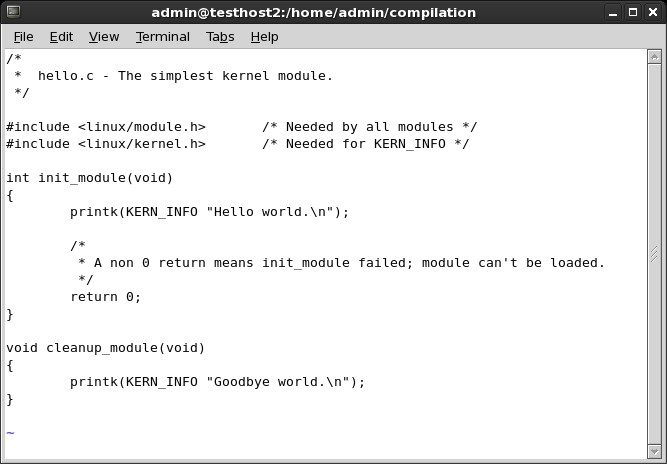 admin@testhost2:/home/admin/compilation
File Edit View Terminal Tabs Help
/*
 *  hello.c - The simplest kernel module.
 */
#include <linux/module.h>       /* Needed by all modules */
#include <linux/kernel.h>       /* Needed for KERN_INFO */
int init_module(void)
{
        printk(KERN_INFO "Hello world.\n");
        /*
         * A non 0 return means init_module failed; module can't be loaded.
         */
        return 0;
}
void cleanup_module(void)
{
        printk(KERN_INFO "Goodbye world.\n");
}
~